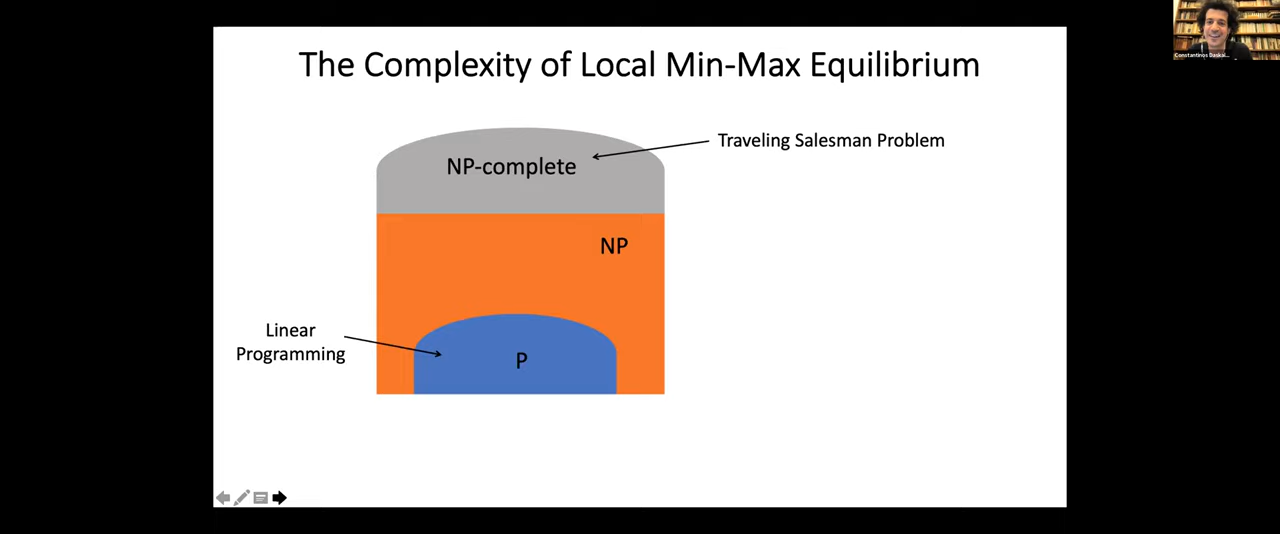 The Complexity of Local Min-Max Equilibrium
Traveling Salesman Problem
NP-complete
NP
Linear
Programming
P